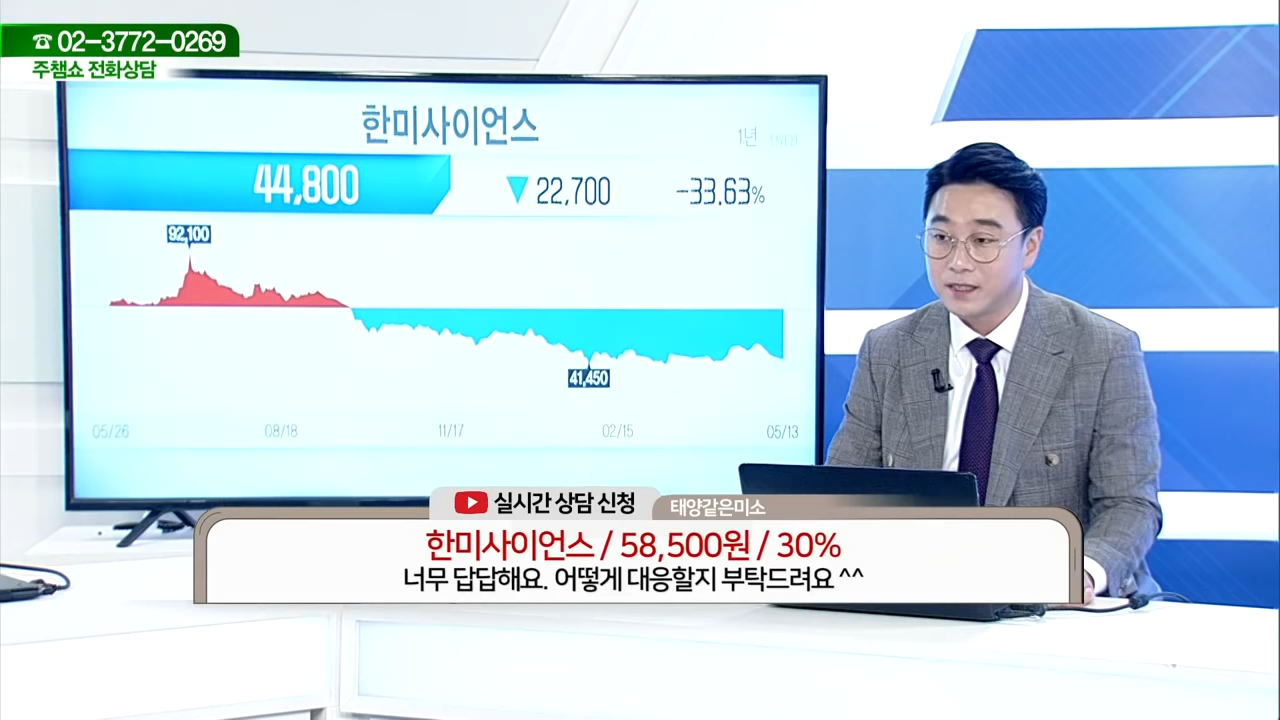 ☎ 02-3772-0269
주챔쇼 전화상담
한미사이언스
1년
44,800 ▼ 22,700 -33.63%
92,100
41,450
05/26 08/18 11/17 02/15 05/13
실시간 상담 신청 태양같은미소
한미사이언스 / 58,500원 / 30%
너무 답답해요. 어떻게 대응할지 부탁드려요 ^^